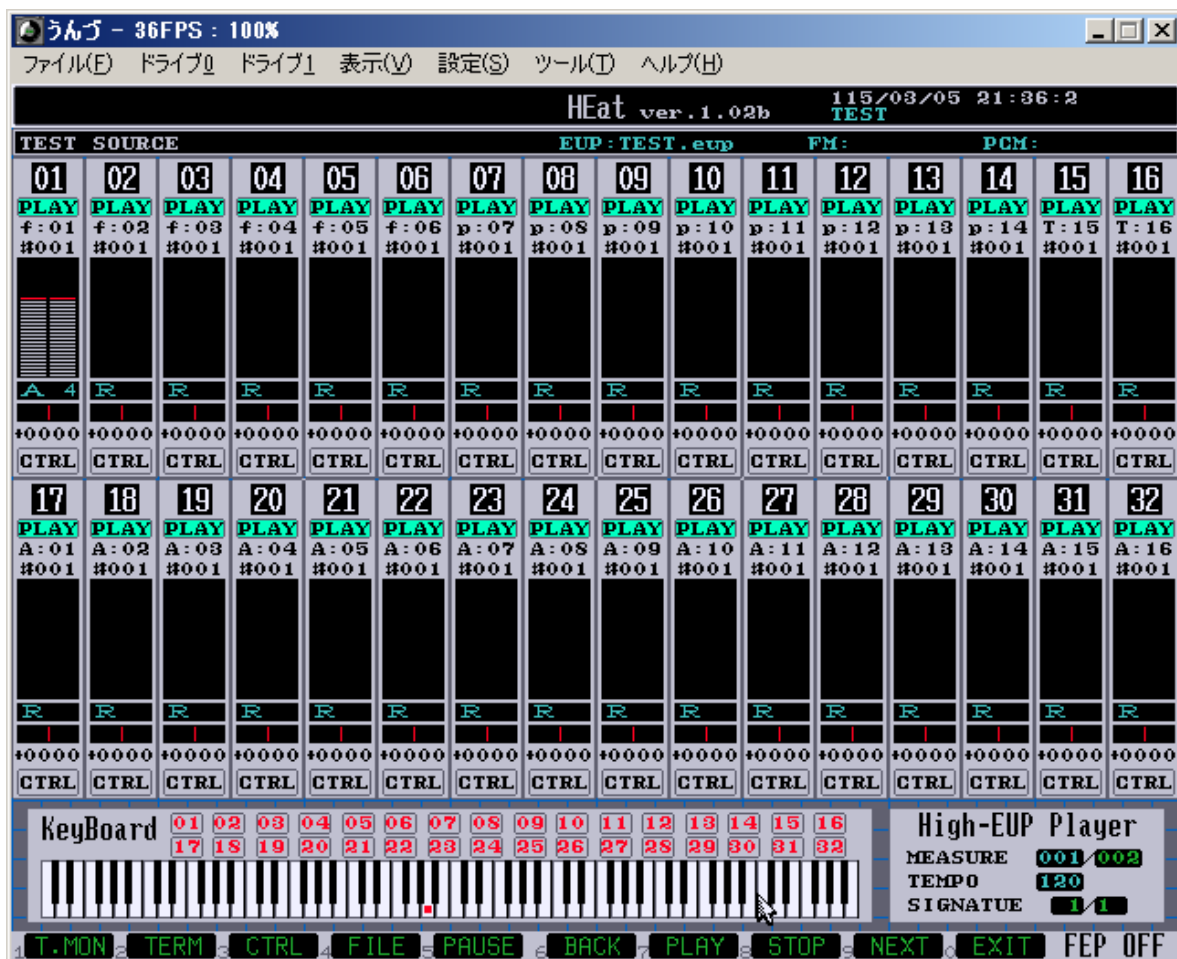 うんづ - 36FPS : 100%
ファイル(F) ドライブ0 ドライブ1 表示(V) 設定(S) ツール(T) ヘルプ(H)
HEat ver.1.02b 115/03/05 21:36:2
TEST
TEST SOURCE EUP:TEST.eup FM: PCM:
01 02 03 04 05 06 07 08 09 10 11 12 13 14 15 16
PLAY PLAY PLAY PLAY PLAY PLAY PLAY PLAY PLAY PLAY PLAY PLAY PLAY PLAY PLAY PLAY
f:01 f:02 f:03 f:04 f:05 f:06 p:07 p:08 p:09 p:10 p:11 p:12 p:13 p:14 T:15 T:16
#001 #001 #001 #001 #001 #001 #001 #001 #001 #001 #001 #001 #001 #001 #001 #001
A 4 R R R R R R R R R R R R R R R
+0000 +0000 +0000 +0000 +0000 +0000 +0000 +0000 +0000 +0000 +0000 +0000 +0000 +0000 +0000 +0000
CTRL CTRL CTRL CTRL CTRL CTRL CTRL CTRL CTRL CTRL CTRL CTRL CTRL CTRL CTRL CTRL
17 18 19 20 21 22 23 24 25 26 27 28 29 30 31 32
PLAY PLAY PLAY PLAY PLAY PLAY PLAY PLAY PLAY PLAY PLAY PLAY PLAY PLAY PLAY PLAY
A:01 A:02 A:03 A:04 A:05 A:06 A:07 A:08 A:09 A:10 A:11 A:12 A:13 A:14 A:15 A:16
#001 #001 #001 #001 #001 #001 #001 #001 #001 #001 #001 #001 #001 #001 #001 #001
R R R R R R R R R R R R R R R R
+0000 +0000 +0000 +0000 +0000 +0000 +0000 +0000 +0000 +0000 +0000 +0000 +0000 +0000 +0000 +0000
CTRL CTRL CTRL CTRL CTRL CTRL CTRL CTRL CTRL CTRL CTRL CTRL CTRL CTRL CTRL CTRL
KeyBoard 01 02 03 04 05 06 07 08 09 10 11 12 13 14 15 16
17 18 19 20 21 22 23 24 25 26 27 28 29 30 31 32
High-EUP Player
MEASURE 001/002
TEMPO 120
SIGNATUE 1/1
1 T.MON 2 TERM 3 CTRL 4 FILE 5 PAUSE 6 BACK 7 PLAY 8 STOP 9 NEXT 0 EXIT FEP OFF